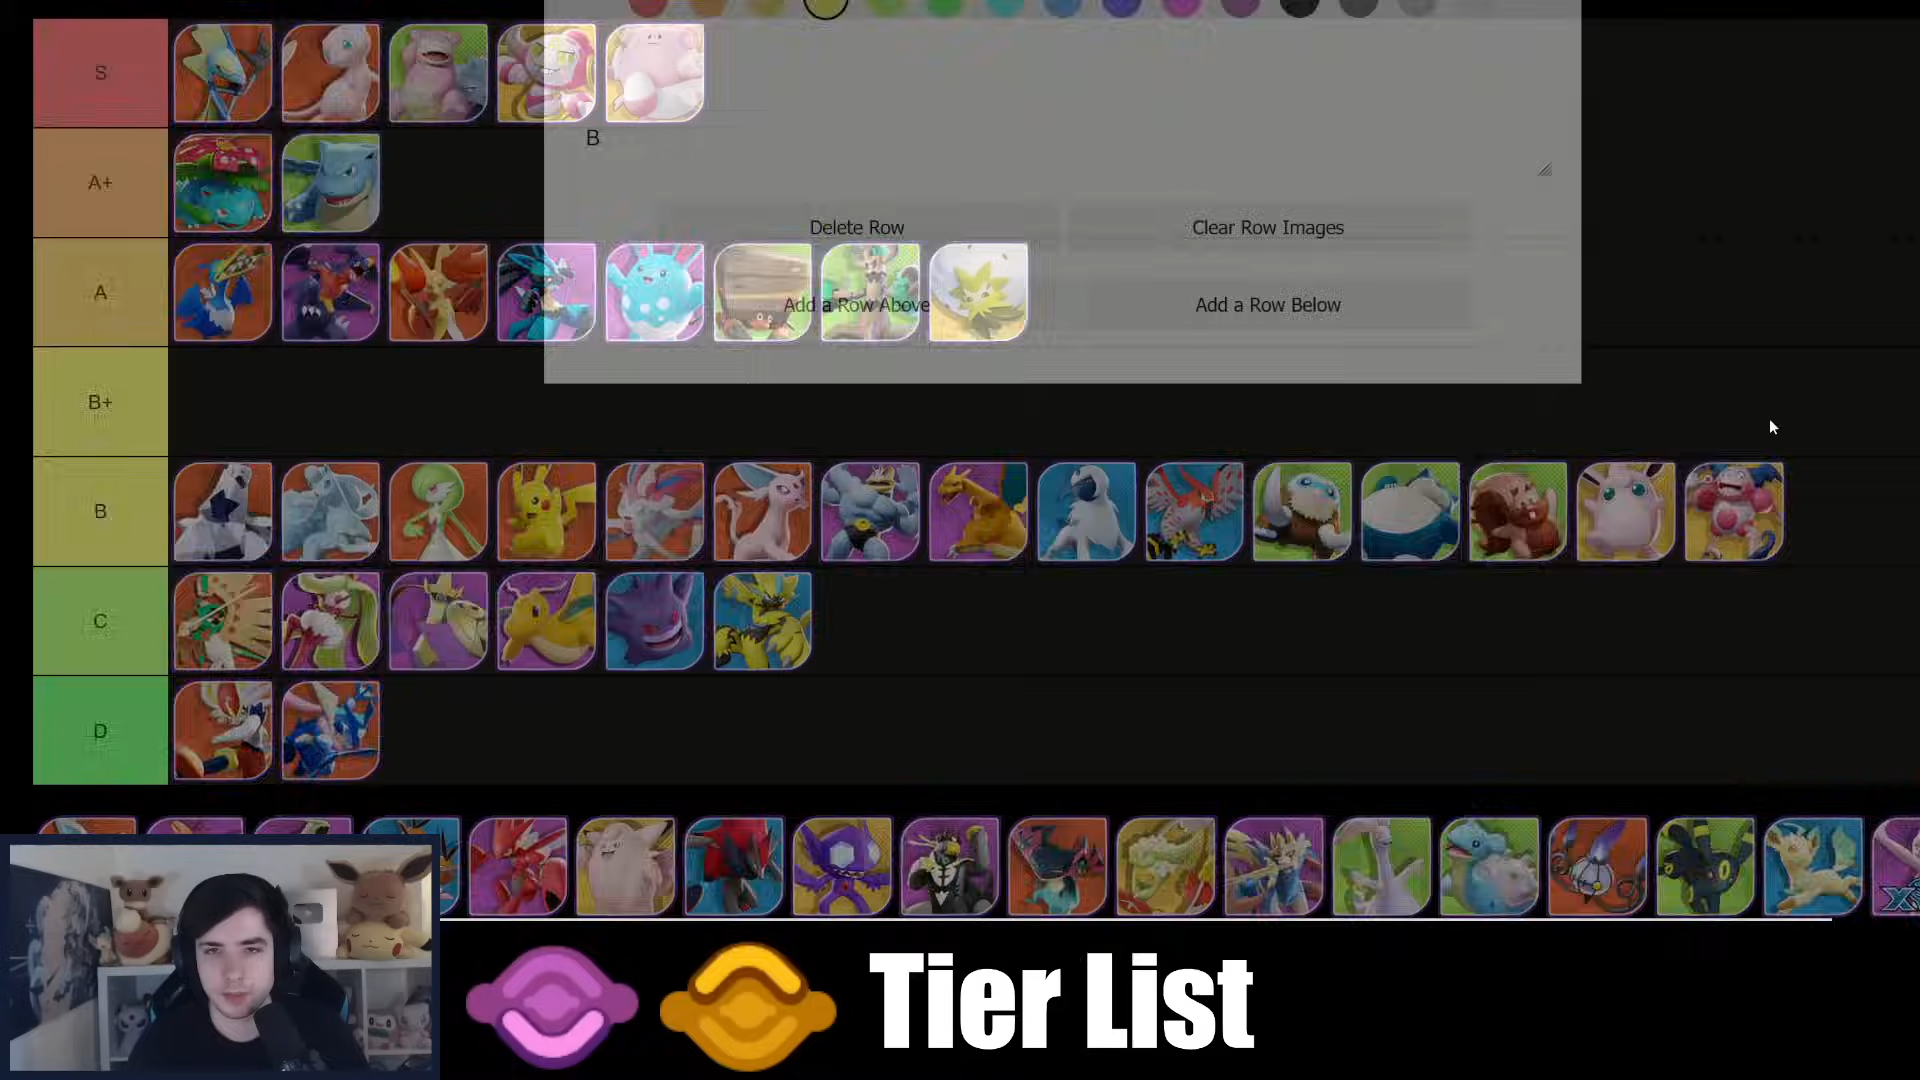 S
B
A+
Delete Row
Clear Row Images
A
Add a Row Above
Add a Row Below
B+
B
C
D
Tier List